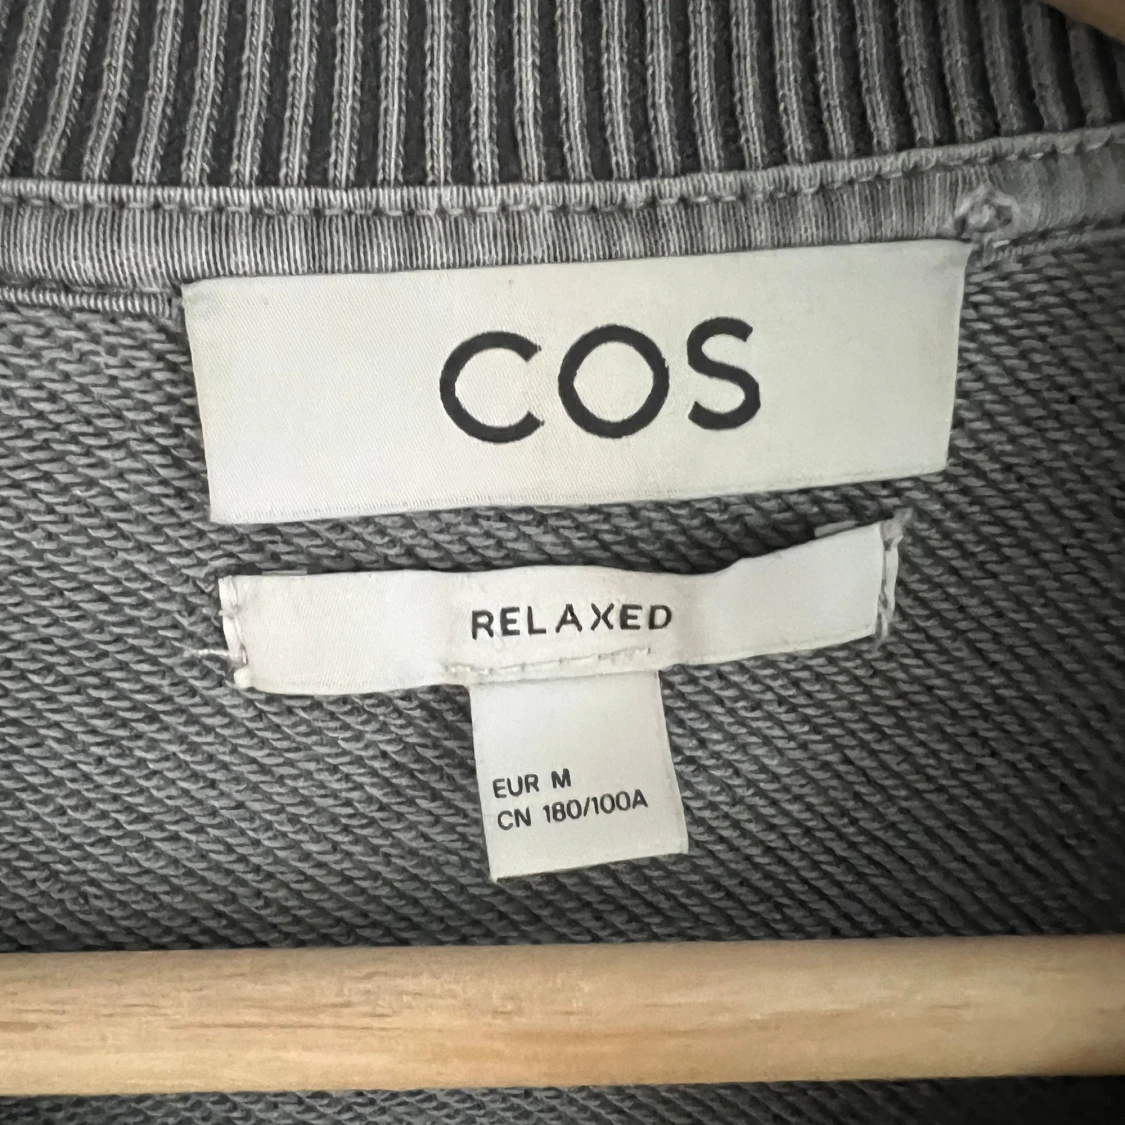 COS
RELAXED
EUR M
CN 180/100A